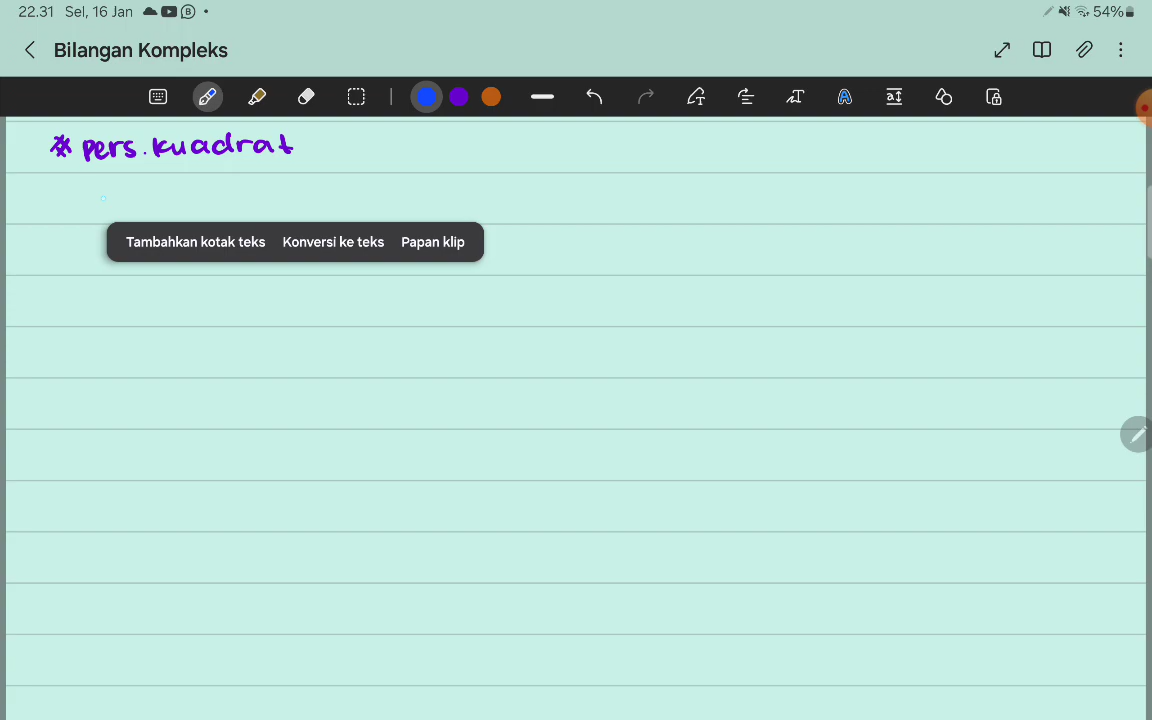 22.31 Sel, 16 Jan
54%
Bilangan Kompleks
* pers. kuadrat
Tambahkan kotak teks Konversi ke teks Papan klip